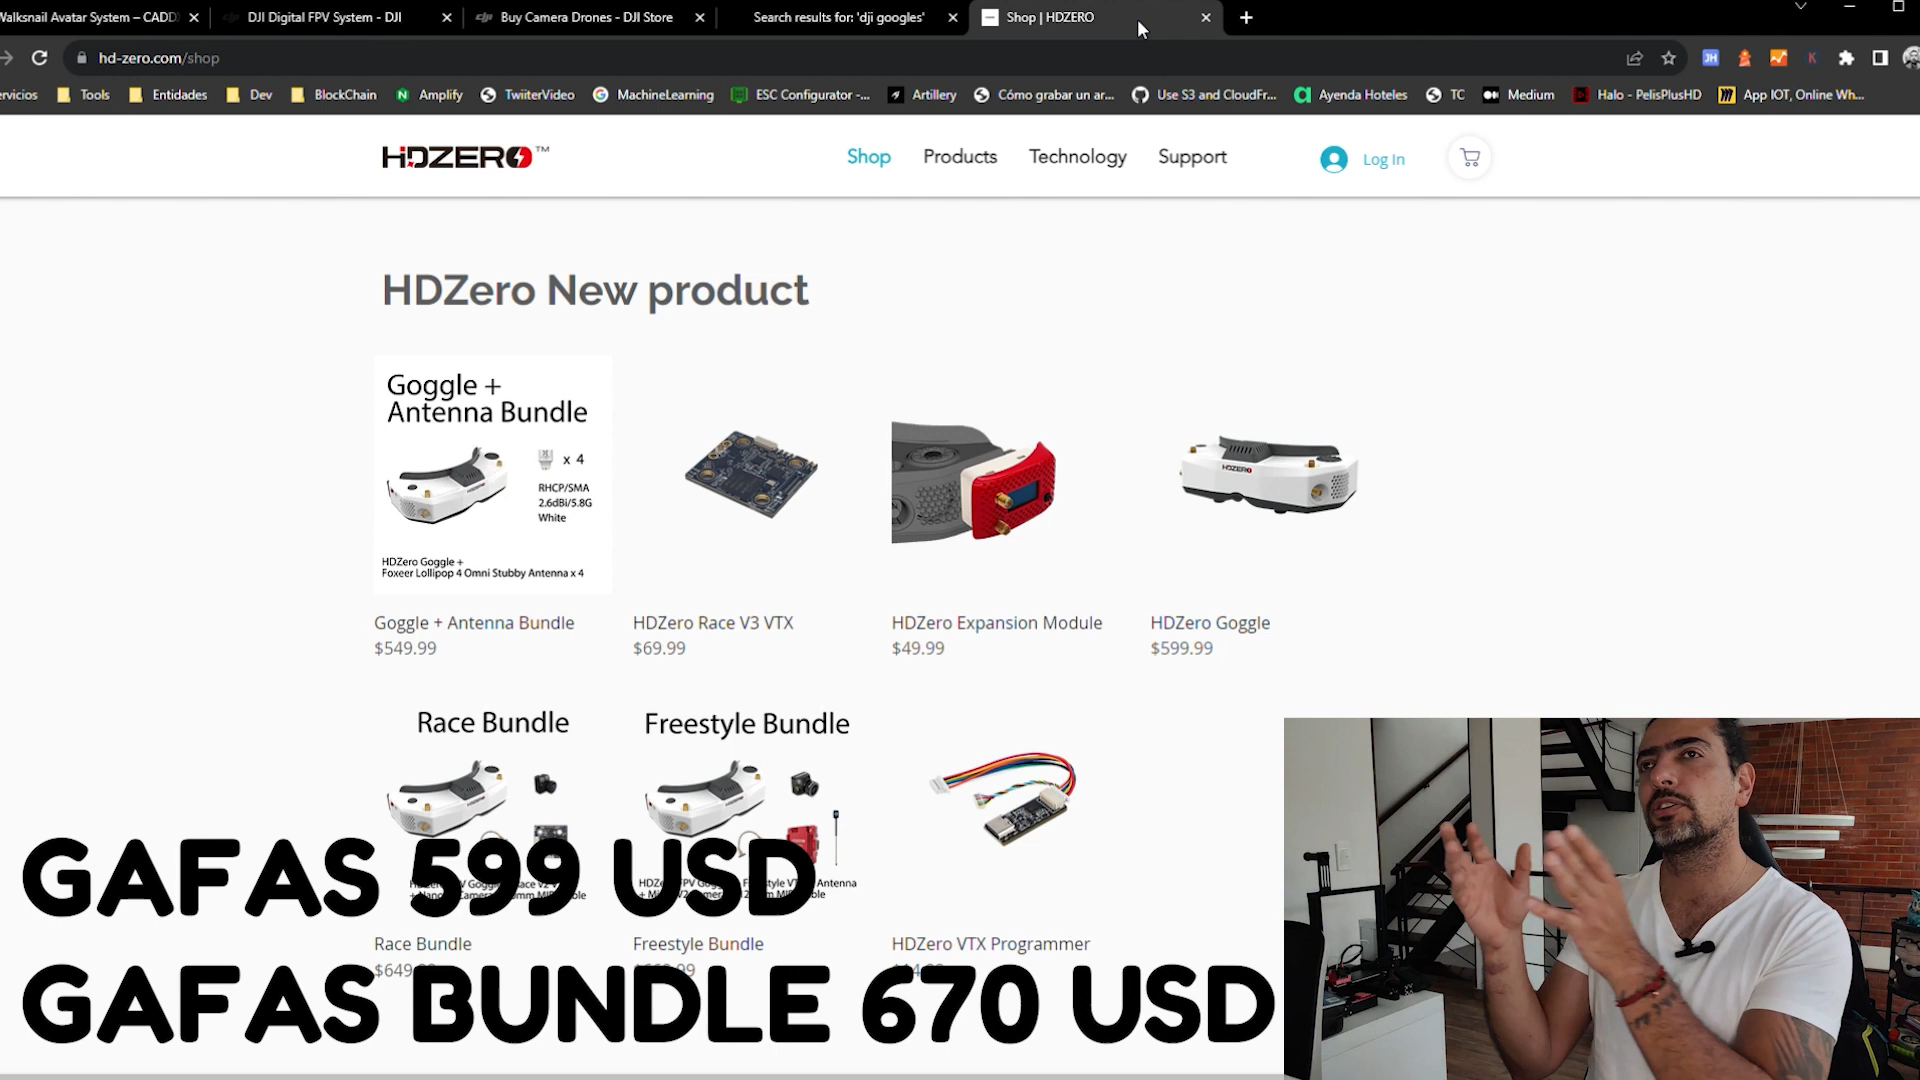 Walksnail Avatar System – CADD
DJI Digital FPV System - DJI
Buy Camera Drones - DJI Store
Search results for: 'dji googles'
Shop | HDZERO
hd-zero.com/shop
ervicios
Tools
Entidades
Dev
BlockChain
Amplify
TwiiterVideo
MachineLearning
ESC Configurator -...
Artillery
Cómo grabar un ar...
Use S3 and CloudFr...
Ayenda Hoteles
TC
Medium
Halo - PelisPlusHD
App IOT, Online Wh...
HDZERO™
Shop
Products
Technology
Support
Log In
HDZero New product
Goggle +
Antenna Bundle
x 4
RHCP/SMA
2.6dBi/5.8G
White
HDZero Goggle +
Foxeer Lollipop 4 Omni Stubby Antenna x 4
HDZERO
Goggle + Antenna Bundle
$549.99
HDZero Race V3 VTX
$69.99
HDZero Expansion Module
$49.99
HDZero Goggle
$599.99
Race Bundle
Freestyle Bundle
GAFAS 599 USD
Race Bundle
Freestyle Bundle
HDZero VTX Programmer
GAFAS BUNDLE 670 USD